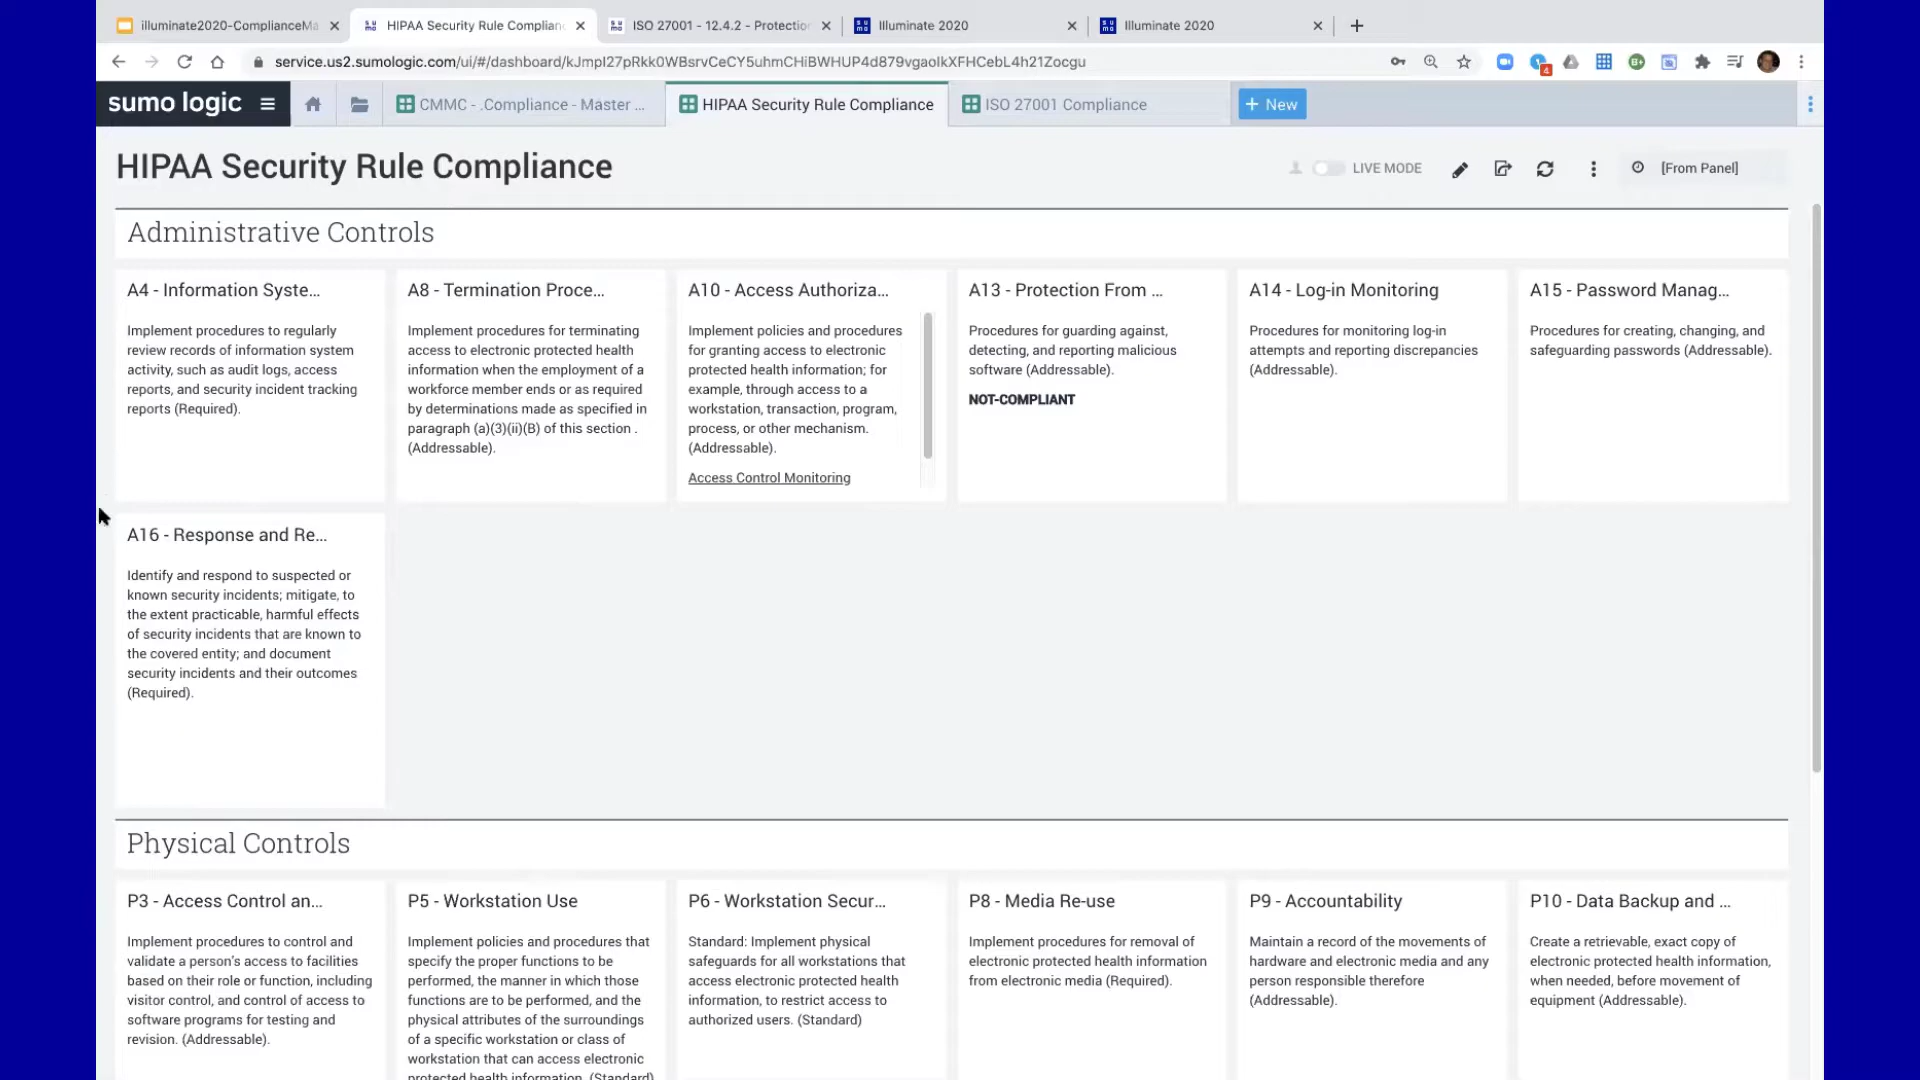 illuminate2020-ComplianceMa
HIPAA Security Rule Complian
ISO 27001 - 12.4.2 - Protection
Illuminate 2020
Illuminate 2020
service.us2.sumologic.com/ui/#/dashboard/kJmpI27pRkk0WBsrvCeCY5uhmCHiBWHUP4d879vgaoIkXFHCebL4h21Zocgu
4
sumo logic
CMMC - .Compliance - Master ...
HIPAA Security Rule Compliance
ISO 27001 Compliance
+ New
HIPAA Security Rule Compliance
LIVE MODE
[From Panel]
Administrative Controls
A4 - Information Syste...
Implement procedures to regularly
review records of information system
activity, such as audit logs, access
reports, and security incident tracking
reports (Required).
A8 - Termination Proce...
Implement procedures for terminating
access to electronic protected health
information when the employment of a
workforce member ends or as required
by determinations made as specified in
paragraph (a)(3)(ii)(B) of this section .
(Addressable).
A10 - Access Authoriza...
Implement policies and procedures
for granting access to electronic
protected health information; for
example, through access to a
workstation, transaction, program,
process, or other mechanism.
(Addressable).
Access Control Monitoring
A13 - Protection From ...
Procedures for guarding against,
detecting, and reporting malicious
software (Addressable).
NOT-COMPLIANT
A14 - Log-in Monitoring
Procedures for monitoring log-in
attempts and reporting discrepancies
(Addressable).
A15 - Password Manag...
Procedures for creating, changing, and
safeguarding passwords (Addressable).
A16 - Response and Re...
Identify and respond to suspected or
known security incidents; mitigate, to
the extent practicable, harmful effects
of security incidents that are known to
the covered entity; and document
security incidents and their outcomes
(Required).
Physical Controls
P3 - Access Control an...
Implement procedures to control and
validate a person's access to facilities
based on their role or function, including
visitor control, and control of access to
software programs for testing and
revision. (Addressable).
P5 - Workstation Use
Implement policies and procedures that
specify the proper functions to be
performed, the manner in which those
functions are to be performed, and the
physical attributes of the surroundings
of a specific workstation or class of
workstation that can access electronic
protected health information. (Standard)
P6 - Workstation Secur...
Standard: Implement physical
safeguards for all workstations that
access electronic protected health
information, to restrict access to
authorized users. (Standard)
P8 - Media Re-use
Implement procedures for removal of
electronic protected health information
from electronic media (Required).
P9 - Accountability
Maintain a record of the movements of
hardware and electronic media and any
person responsible therefore
(Addressable).
P10 - Data Backup and ...
Create a retrievable, exact copy of
electronic protected health information,
when needed, before movement of
equipment (Addressable).